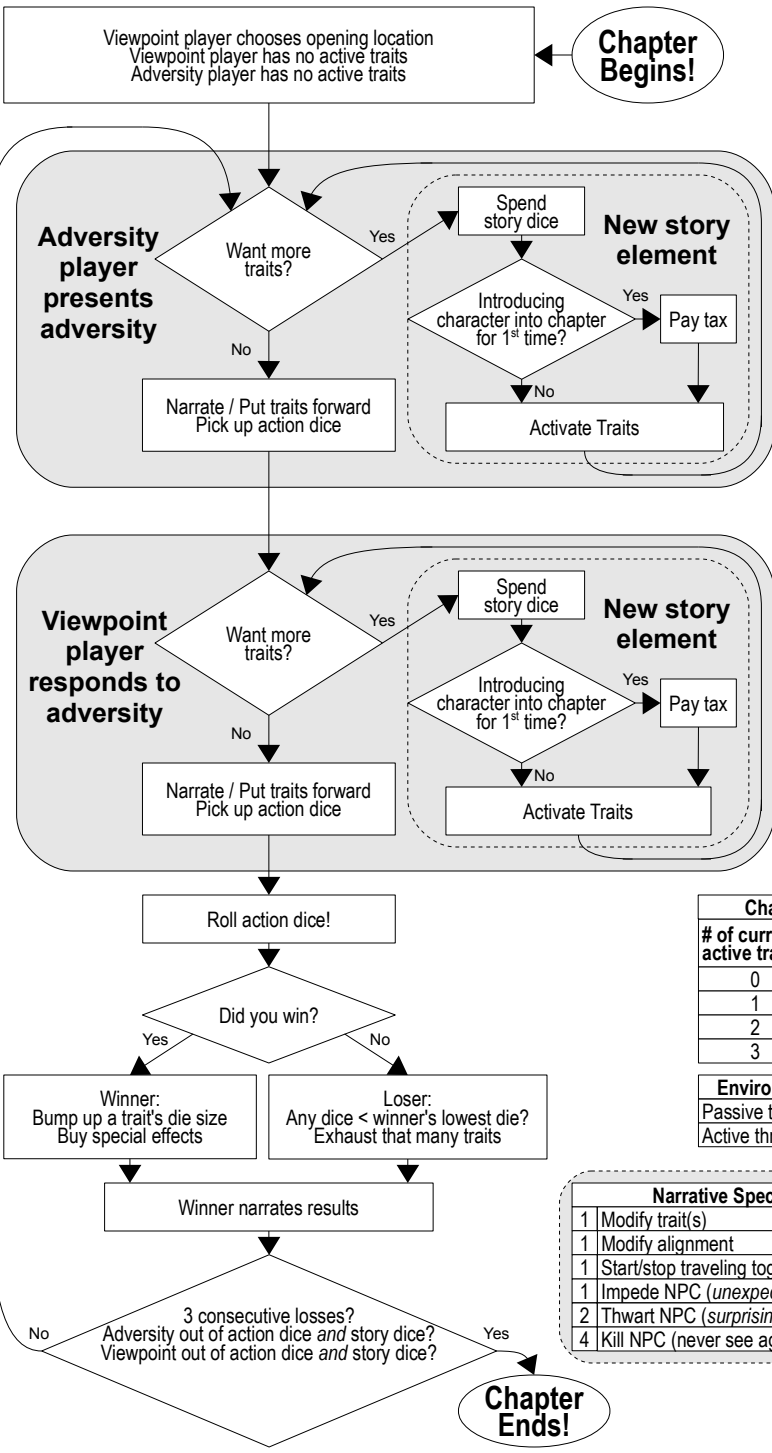 Viewpoint player chooses opening location
Viewpoint player has no active traits
Adversity player has no active traits
Chapter
Begins!
Adversity
player
presents
adversity
Want more
traits?
Yes
No
Spend
story dice
New story
element
Introducing
character into chapter
for 1st time?
Yes
Pay tax
No
Activate Traits
Narrate / Put traits forward
Pick up action dice
Viewpoint
player
responds to
adversity
Want more
traits?
Yes
No
Spend
story dice
New story
element
Introducing
character into chapter
for 1st time?
Yes
Pay tax
No
Activate Traits
Narrate / Put traits forward
Pick up action dice
Roll action dice!
Did you win?
Yes
No
Winner:
Bump up a trait's die size
Buy special effects
Loser:
Any dice < winner's lowest die?
Exhaust that many traits
Winner narrates results
3 consecutive losses?
Adversity out of action dice and story dice?
Viewpoint out of action dice and story dice?
No
Yes
Chapter
Ends!
# of
active
0
1
2
3
Passive
Active
Narrative
1 Modify trait(s)
1 Modify alignment
1 Start/stop traveling
1 Impede NPC
2 Thwart NPC
4 Kill NPC (never see